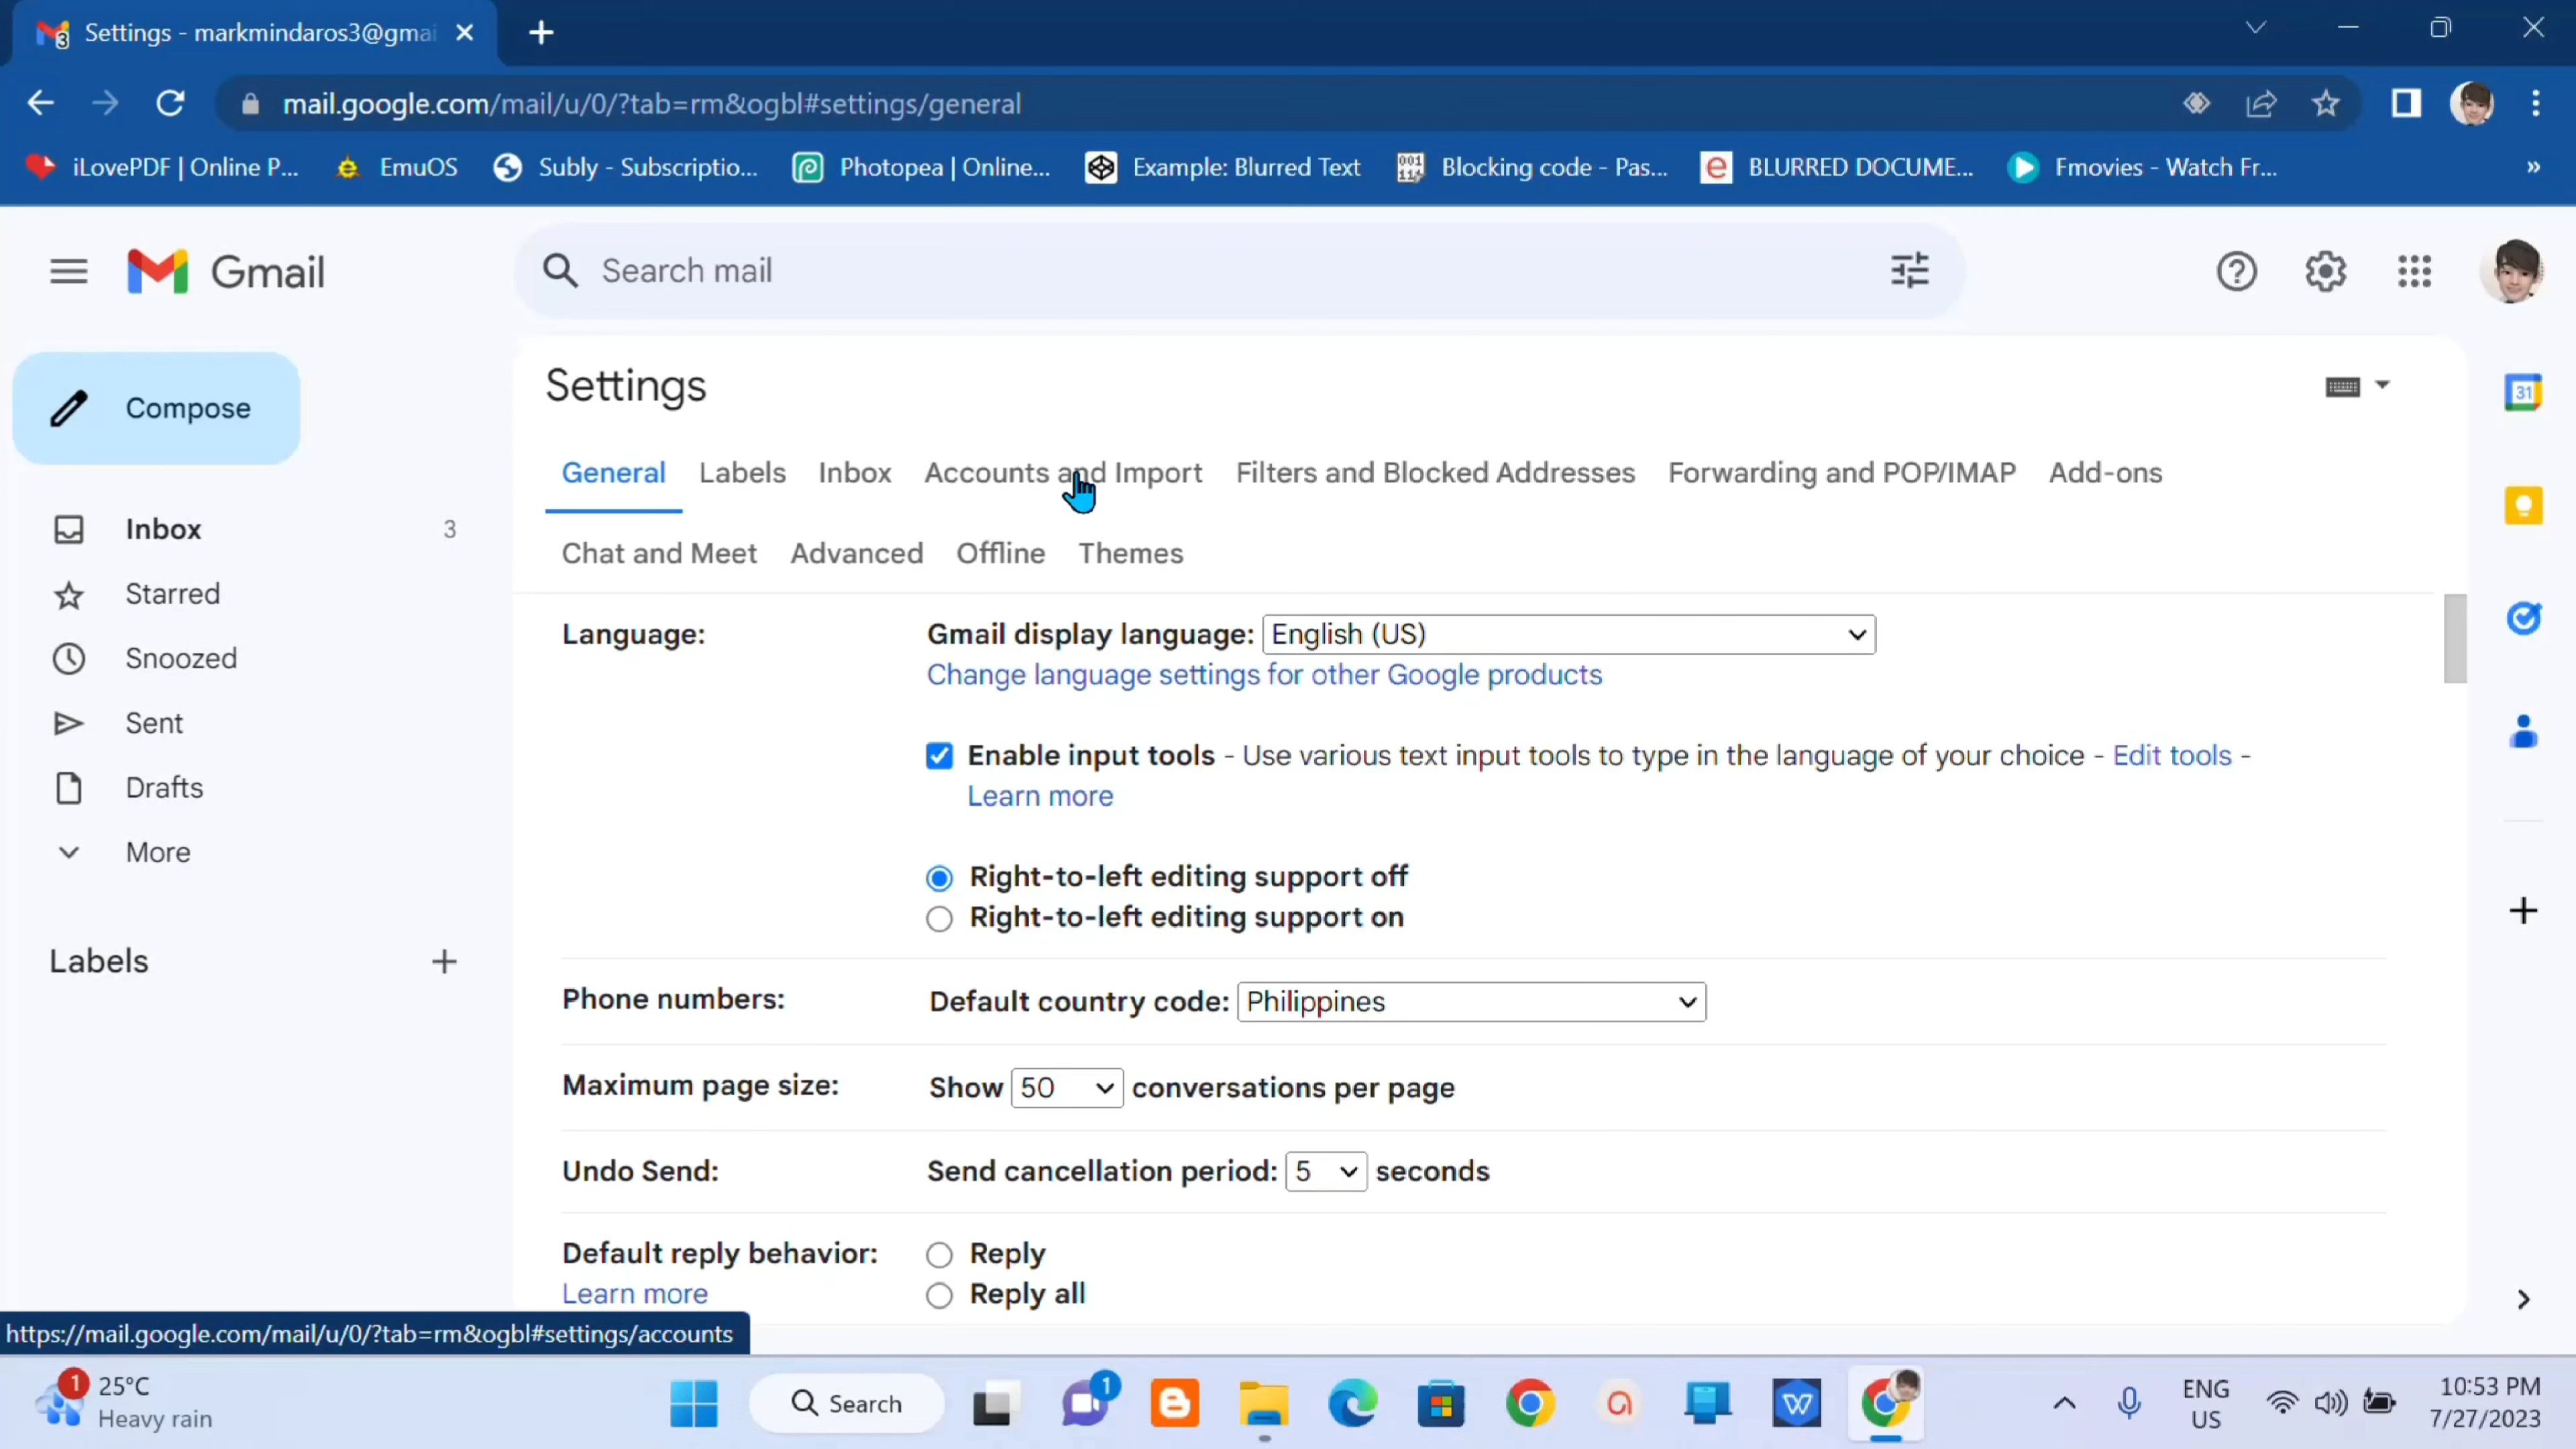 Settings - markmindaros3@gmai
mail.google.com/mail/u/0/?tab=rm&ogbl#settings/general
iLovePDF | Online P... EmuOS Subly - Subscriptio... Photopea | Online... Example: Blurred Text Blocking code - Pas... BLURRED DOCUME... Fmovies - Watch Fr... »
Gmail
Search mail
Settings
Compose
General Labels Inbox Accounts and Import Filters and Blocked Addresses Forwarding and POP/IMAP Add-ons
Chat and Meet Advanced Offline Themes
Inbox 3
Starred
Snoozed
Sent
Drafts
More
Labels
Language:
Gmail display language: English (US)
Change language settings for other Google products
Enable input tools - Use various text input tools to type in the language of your choice - Edit tools -
Learn more
Right-to-left editing support off
Right-to-left editing support on
Phone numbers: Default country code: Philippines
Maximum page size: Show 50 conversations per page
Undo Send: Send cancellation period: 5 seconds
Default reply behavior: Reply
Learn more Reply all
31
https://mail.google.com/mail/u/0/?tab=rm&ogbl#settings/accounts
1
25°C
Heavy rain
Search
1
ENG
US
10:53 PM
7/27/2023